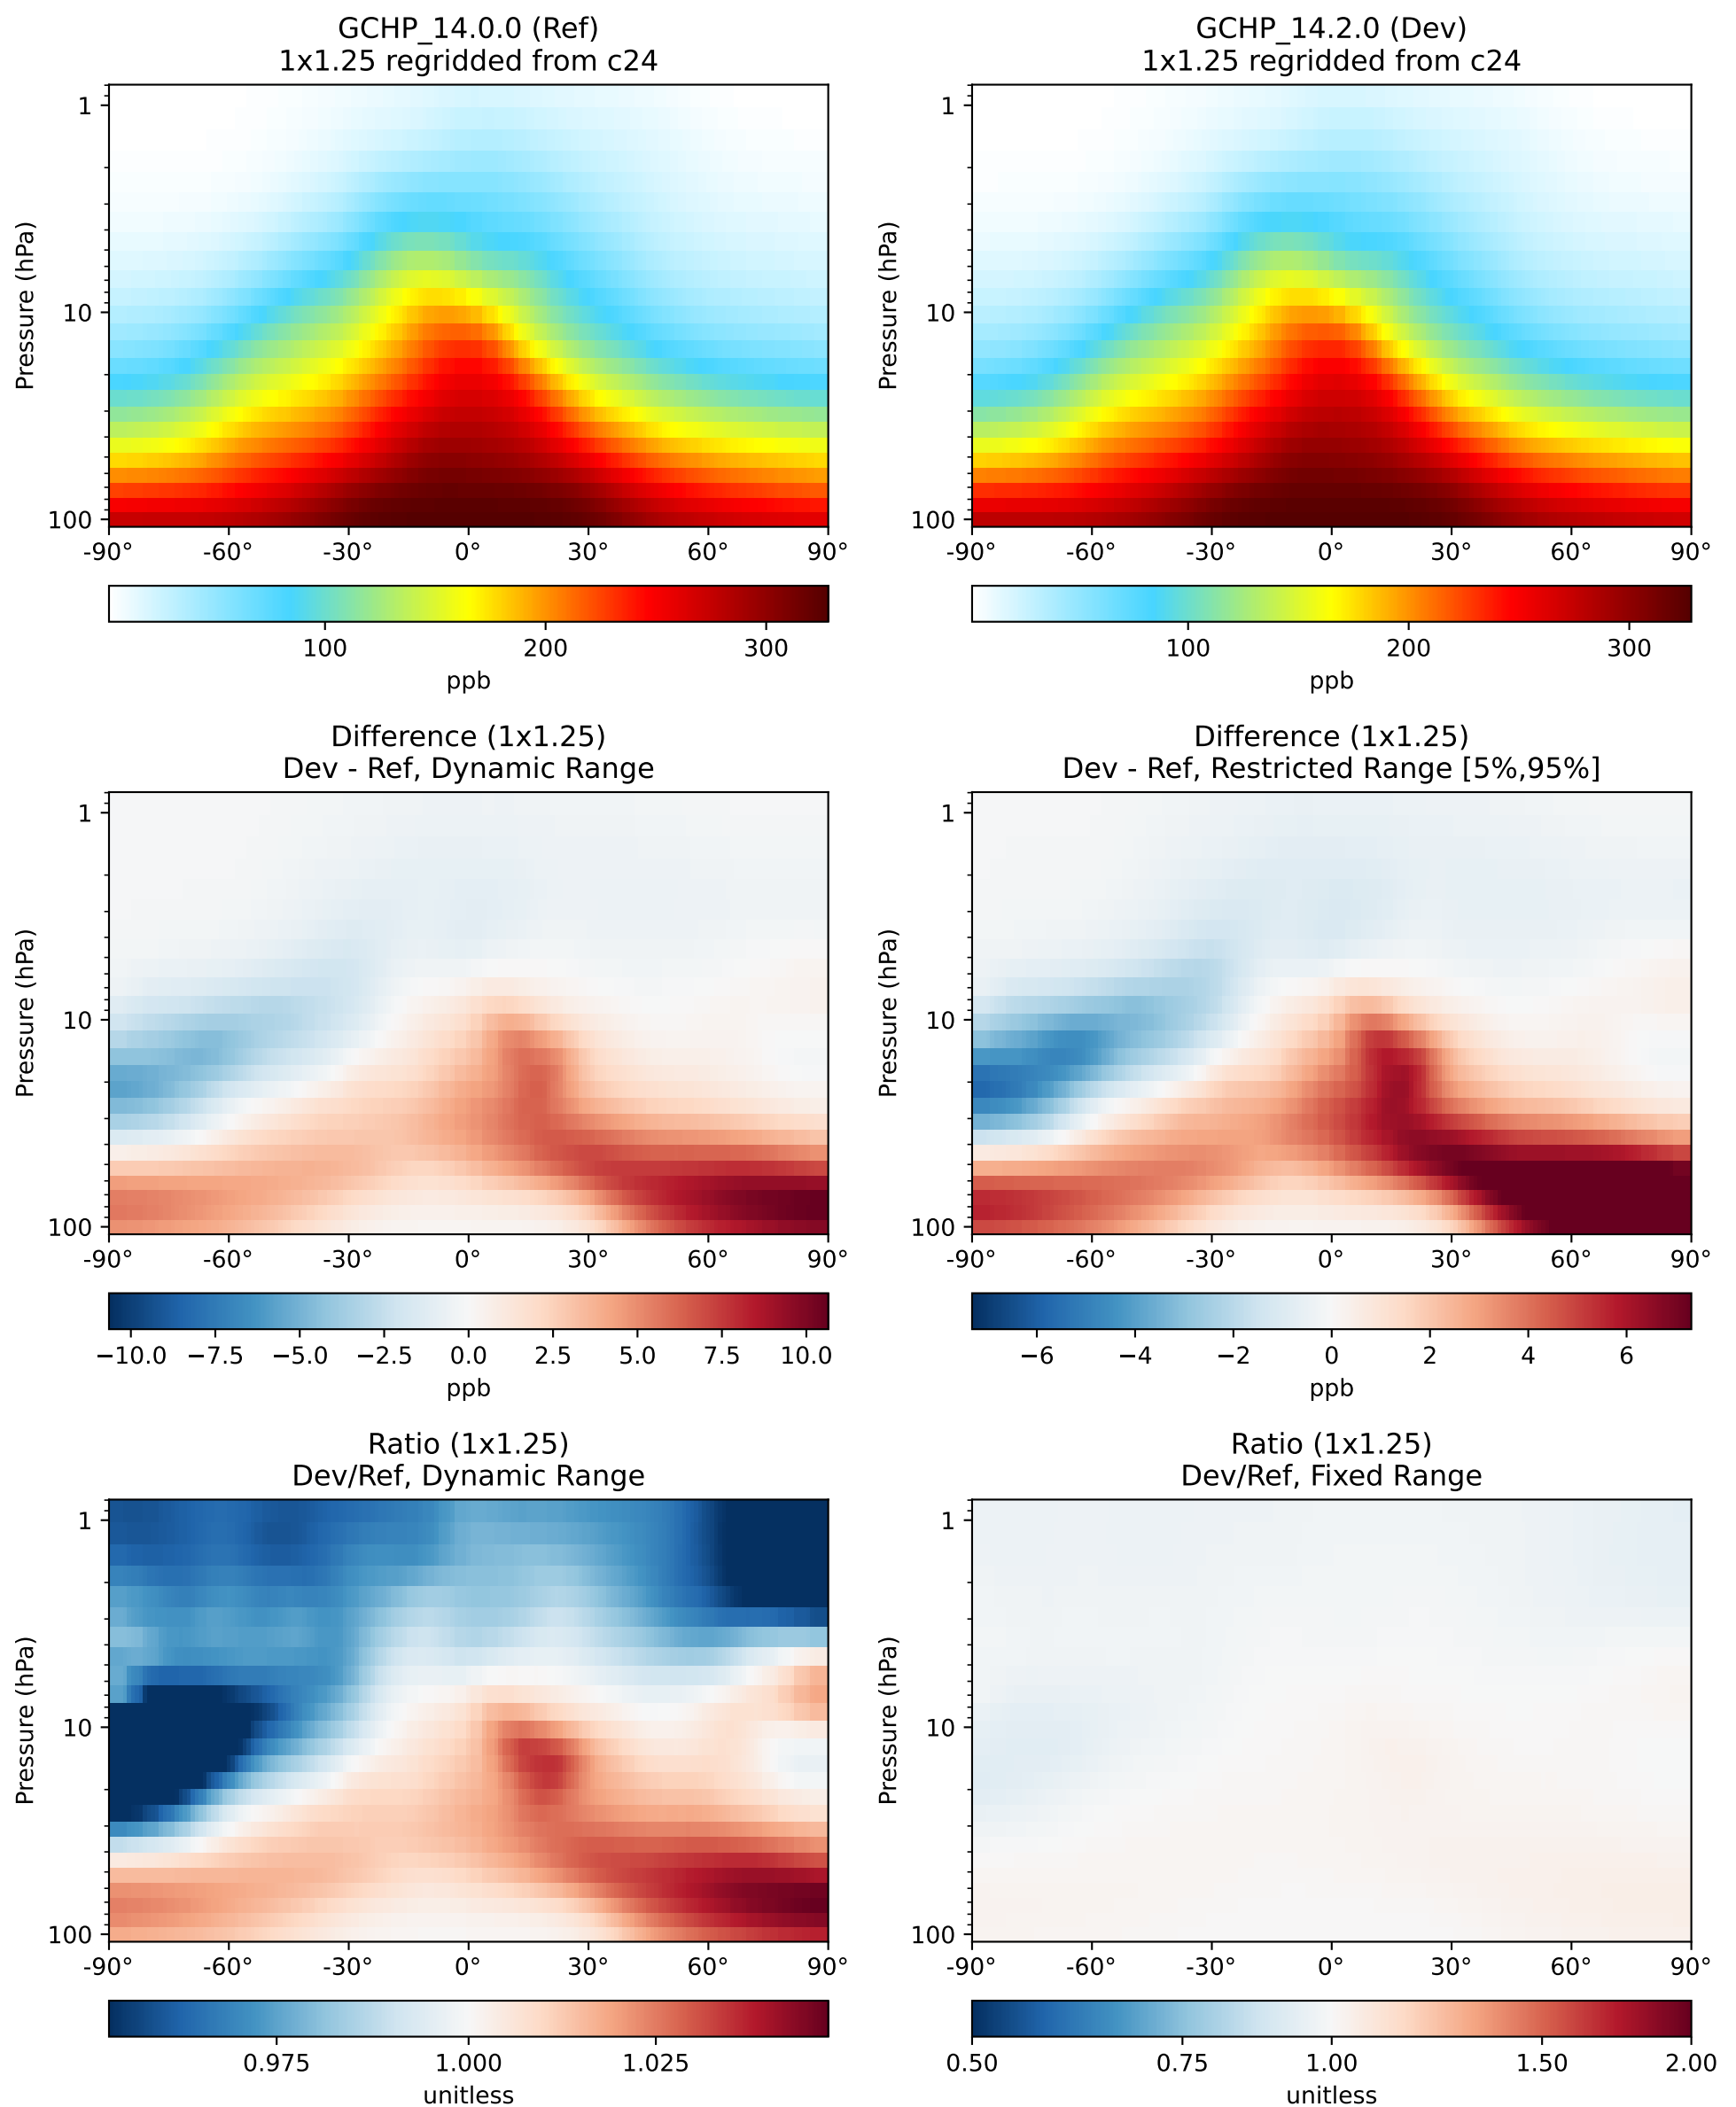 GCHP_14.0.0 (Ref)
1x1.25 regridded from c24
Pressure (hPa)
1
10
100
-90° -60° -30° 0° 30° 60° 90°
100 200 300
ppb
GCHP_14.2.0 (Dev)
1x1.25 regridded from c24
Pressure (hPa)
1
10
100
-90° -60° -30° 0° 30° 60° 90°
100 200 300
ppb
Difference (1x1.25)
Dev - Ref, Dynamic Range
Pressure (hPa)
1
10
100
-90° -60° -30° 0° 30° 60° 90°
−10.0 −7.5 −5.0 −2.5 0.0 2.5 5.0 7.5 10.0
ppb
Difference (1x1.25)
Dev - Ref, Restricted Range [5%,95%]
Pressure (hPa)
1
10
100
-90° -60° -30° 0° 30° 60° 90°
−6 −4 −2 0 2 4 6
ppb
Ratio (1x1.25)
Dev/Ref, Dynamic Range
Pressure (hPa)
1
10
100
-90° -60° -30° 0° 30° 60° 90°
0.975 1.000 1.025
unitless
Ratio (1x1.25)
Dev/Ref, Fixed Range
Pressure (hPa)
1
10
100
-90° -60° -30° 0° 30° 60° 90°
0.50 0.75 1.00 1.50 2.00
unitless